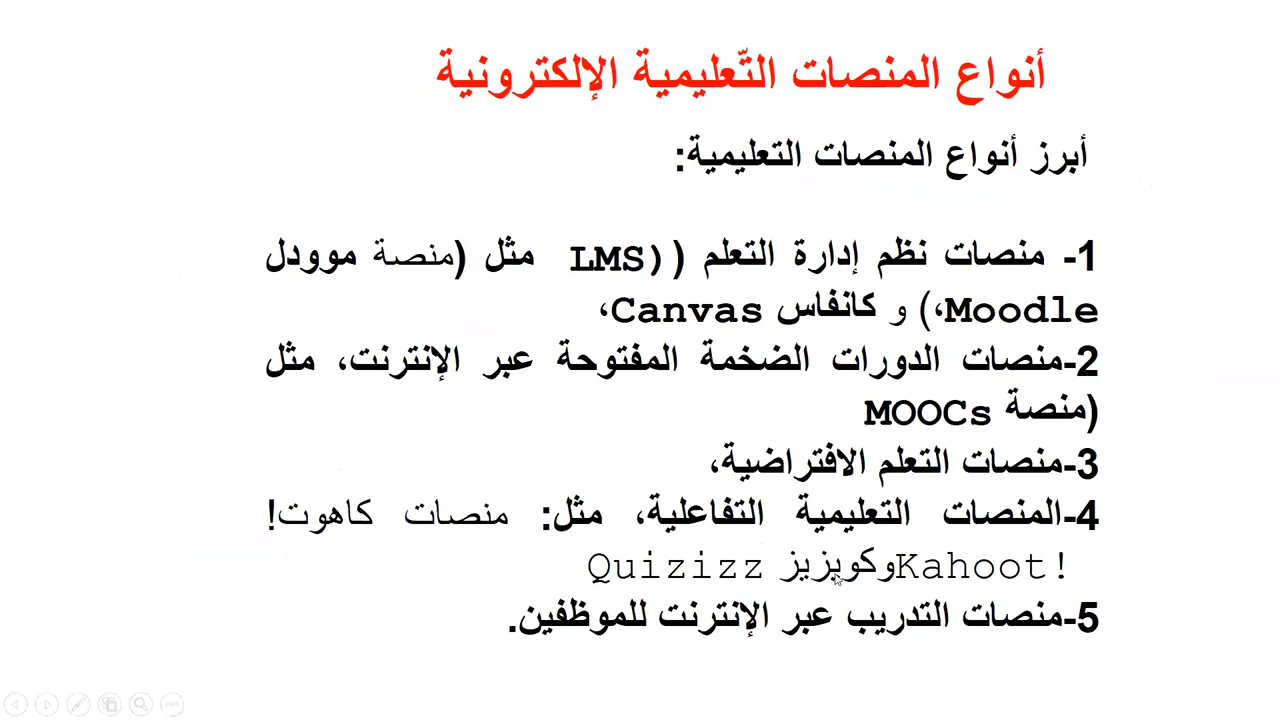 أنواع المنصات التّعليمية الإلكترونية
أبرز أنواع المنصات التعليمية:
1- منصات نظم إدارة التعلم ((LMS مثل (منصة موودل
Moodle،) و كانفاس Canvas،
2-منصات الدورات الضخمة المفتوحة عبر الإنترنت، مثل
(منصة MOOCs
3-منصات التعلم الافتراضية،
4-المنصات التعليمية التفاعلية، مثل: منصات كاهوت!
!Kahootوكويزيز Quizizz
5-منصات التدريب عبر الإنترنت للموظفين.